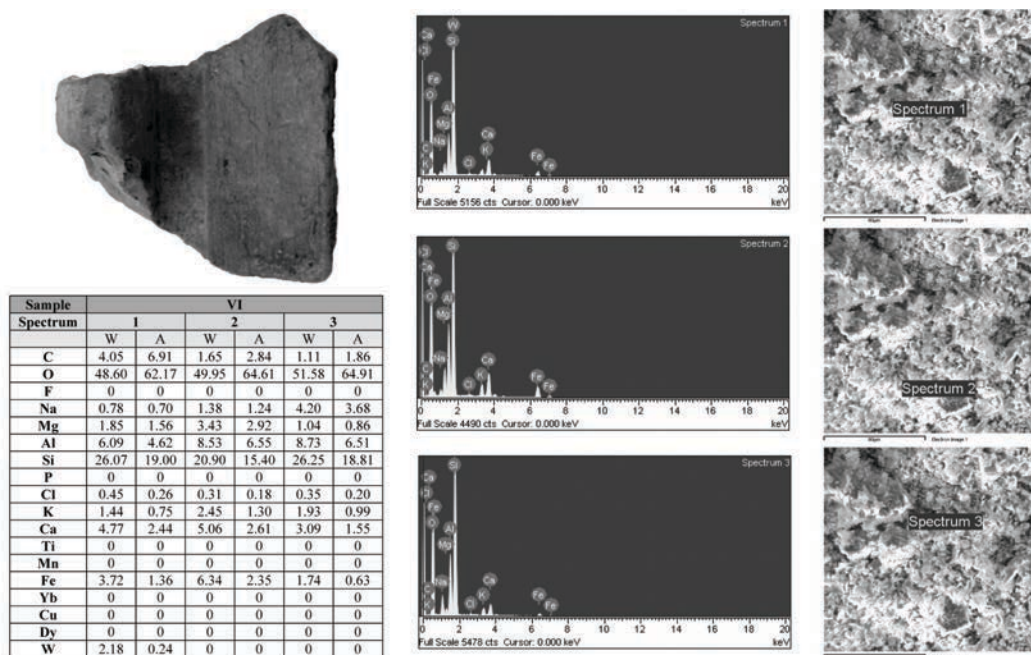 Sample VI
Spectrum 1 2 3
W A W A W A
C 4.05 6.91 1.65 2.84 1.11 1.86
O 48.60 62.17 49.95 64.61 51.58 64.91
F 0 0 0 0 0 0
Na 0.78 0.70 1.38 1.24 4.20 3.68
Mg 1.85 1.56 3.43 2.92 1.04 0.86
Al 6.09 4.62 8.53 6.55 8.73 6.51
Si 26.07 19.00 20.90 15.40 26.25 18.81
P 0 0 0 0 0 0
Cl 0.45 0.26 0.31 0.18 0.35 0.20
K 1.44 0.75 2.45 1.30 1.93 0.99
Ca 4.77 2.44 5.06 2.61 3.09 1.55
Ti 0 0 0 0 0 0
Mn 0 0 0 0 0 0
Fe 3.72 1.36 6.34 2.35 1.74 0.63
Yb 0 0 0 0 0 0
Cu 0 0 0 0 0 0
Dy 0 0 0 0 0 0
W 2.18 0.24 0 0 0 0
Spectrum 1
W
Si
Ca
Fe
O
Al
Mg
Na
Ca
K
Fe
Fe
0 2 4 6 8 10 12 14 16 18 20
Full Scale 5156 cts Cursor: 0.000 keV keV
Spectrum 2
Si
Ca
Fe
O
Al
Mg
Na
K
Ca
Fe
Fe
0 2 4 6 8 10 12 14 16 18 20
Full Scale 4490 cts Cursor: 0.000 keV keV
Spectrum 3
Si
Ca
Fe
O
Al
Mg
Na
K
Ca
Fe
Fe
0 2 4 6 8 10 12 14 16 18 20
Full Scale 5478 cts Cursor: 0.000 keV keV
Spectrum 1
Electron Image 1
Spectrum 2
Electron Image 1
Spectrum 3